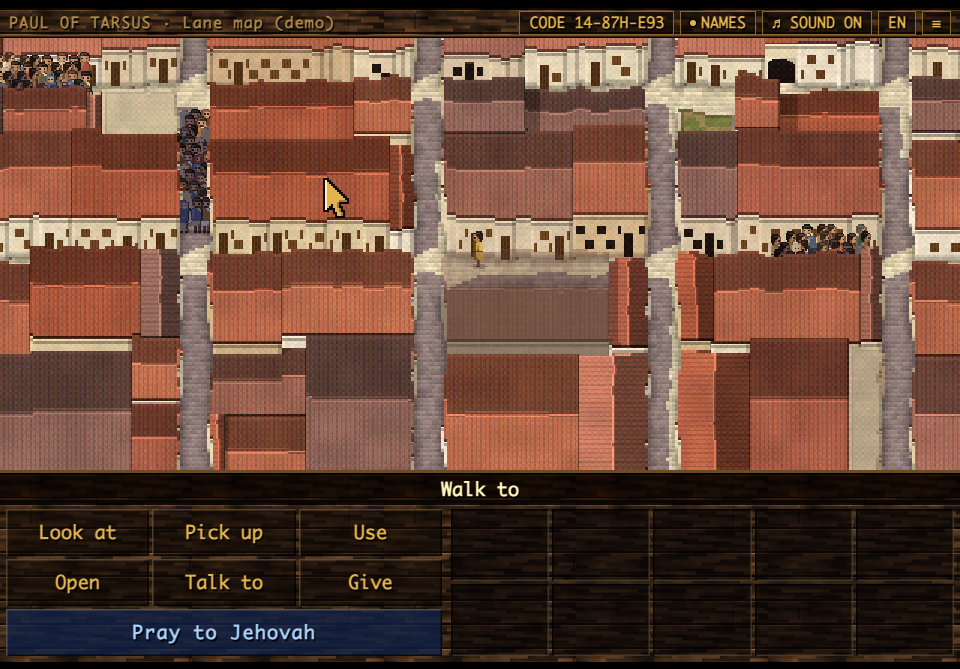 PAUL OF TARSUS · Lane map (demo)
CODE 14-87H-E93
● NAMES
♬ SOUND ON
EN
≡
Walk to
Look at
Pick up
Use
Open
Talk to
Give
Pray to Jehovah